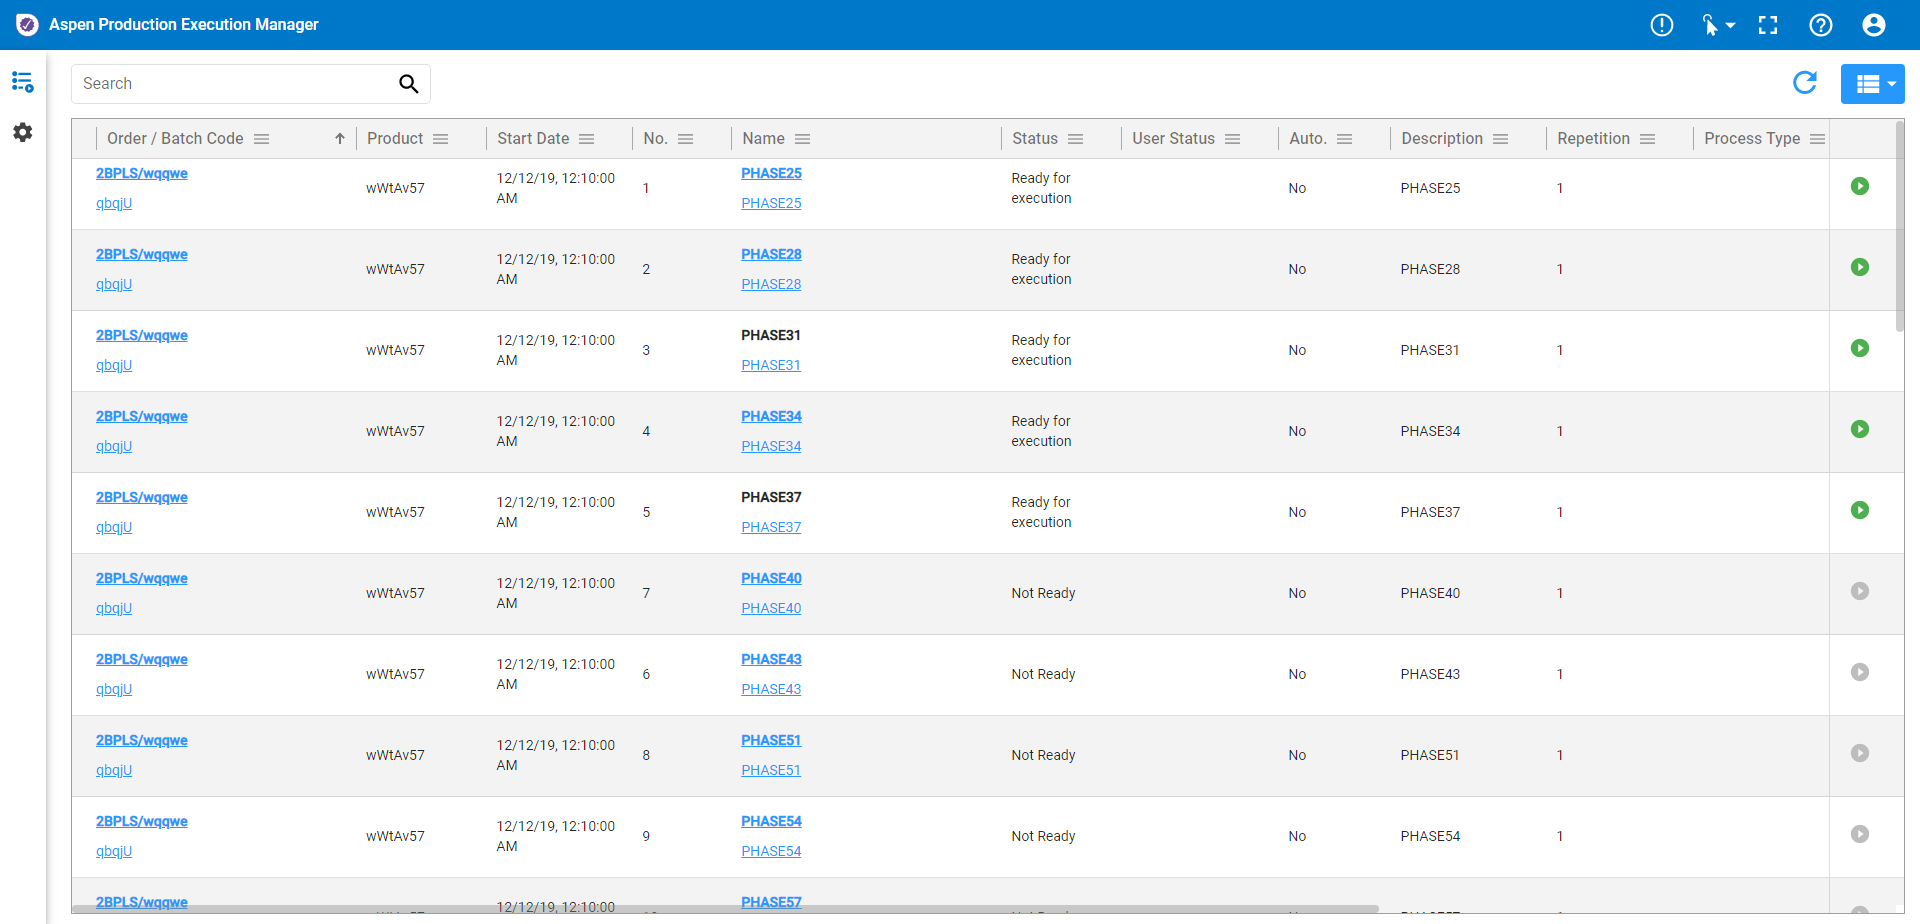 Aspen Production Execution Manager
Search
Order / Batch Code Product Start Date No. Name Status User Status Auto. Description Repetition Process Type
2BPLS/wqqwe
qbqjU
wWtAv57
12/12/19, 12:10:00
AM
1
PHASE25
PHASE25
Ready for
execution
No
PHASE25
1
2BPLS/wqqwe
qbqjU
wWtAv57
12/12/19, 12:10:00
AM
2
PHASE28
PHASE28
Ready for
execution
No
PHASE28
1
2BPLS/wqqwe
qbqjU
wWtAv57
12/12/19, 12:10:00
AM
3
PHASE31
PHASE31
Ready for
execution
No
PHASE31
1
2BPLS/wqqwe
qbqjU
wWtAv57
12/12/19, 12:10:00
AM
4
PHASE34
PHASE34
Ready for
execution
No
PHASE34
1
2BPLS/wqqwe
qbqjU
wWtAv57
12/12/19, 12:10:00
AM
5
PHASE37
PHASE37
Ready for
execution
No
PHASE37
1
2BPLS/wqqwe
qbqjU
wWtAv57
12/12/19, 12:10:00
AM
7
PHASE40
PHASE40
Not Ready
No
PHASE40
1
2BPLS/wqqwe
qbqjU
wWtAv57
12/12/19, 12:10:00
AM
6
PHASE43
PHASE43
Not Ready
No
PHASE43
1
2BPLS/wqqwe
qbqjU
wWtAv57
12/12/19, 12:10:00
AM
8
PHASE51
PHASE51
Not Ready
No
PHASE51
1
2BPLS/wqqwe
qbqjU
wWtAv57
12/12/19, 12:10:00
AM
9
PHASE54
PHASE54
Not Ready
No
PHASE54
1
2BPLS/wqqwe
12/12/19, 12:10:00
PHASE57